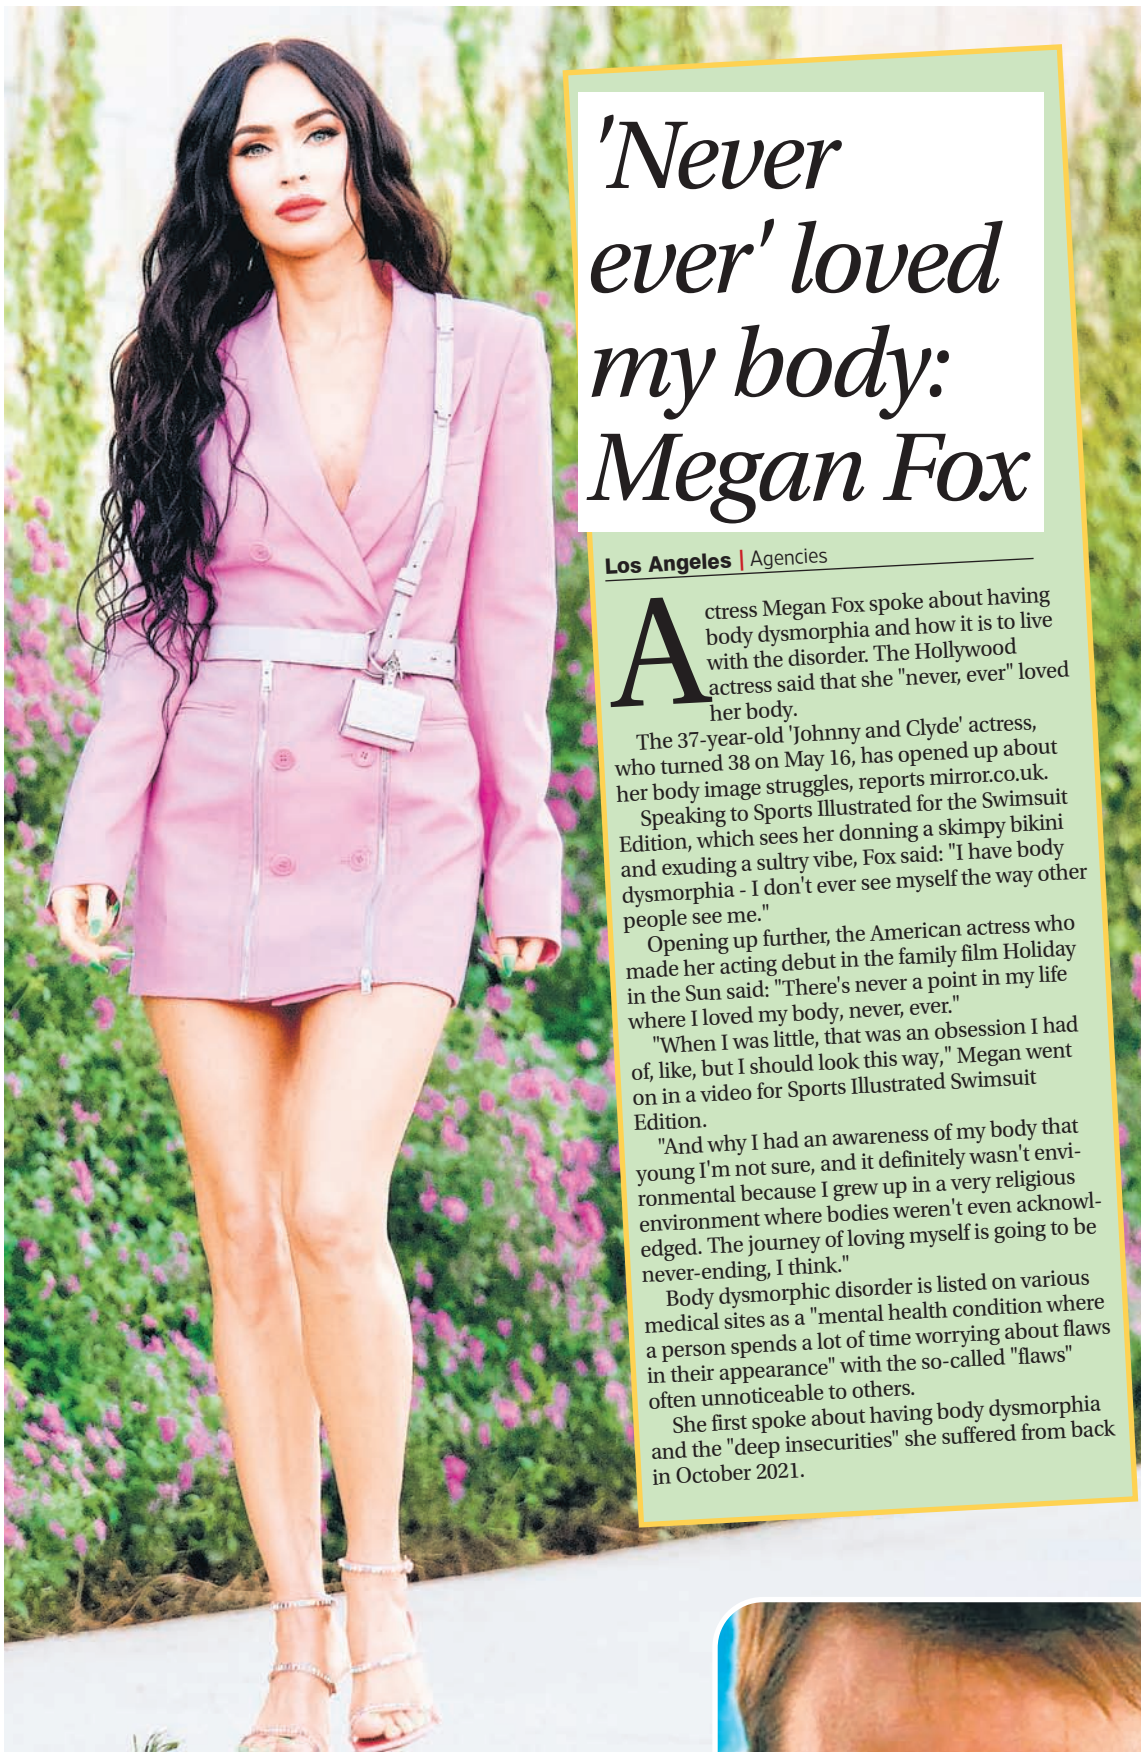 'Never
ever' loved
my body:
Megan Fox
Los Angeles | Agencies
Actress Megan Fox spoke about having
body dysmorphia and how it is to live
with the disorder. The Hollywood
actress said that she "never, ever" loved
her body.
The 37-year-old 'Johnny and Clyde' actress,
who turned 38 on May 16, has opened up about
her body image struggles, reports mirror.co.uk.
Speaking to Sports Illustrated for the Swimsuit
Edition, which sees her donning a skimpy bikini
and exuding a sultry vibe, Fox said: "I have body
dysmorphia - I don't ever see myself the way other
people see me."
Opening up further, the American actress who
made her acting debut in the family film Holiday
in the Sun said: "There's never a point in my life
where I loved my body, never, ever."
"When I was little, that was an obsession I had
of, like, but I should look this way," Megan went
on in a video for Sports Illustrated Swimsuit
Edition.
"And why I had an awareness of my body that
young I'm not sure, and it definitely wasn't envi-
ronmental because I grew up in a very religious
environment where bodies weren't even acknowl-
edged. The journey of loving myself is going to be
never-ending, I think."
Body dysmorphic disorder is listed on various
medical sites as a "mental health condition where
a person spends a lot of time worrying about flaws
in their appearance" with the so-called "flaws"
often unnoticeable to others.
She first spoke about having body dysmorphia
and the "deep insecurities" she suffered from back
in October 2021.